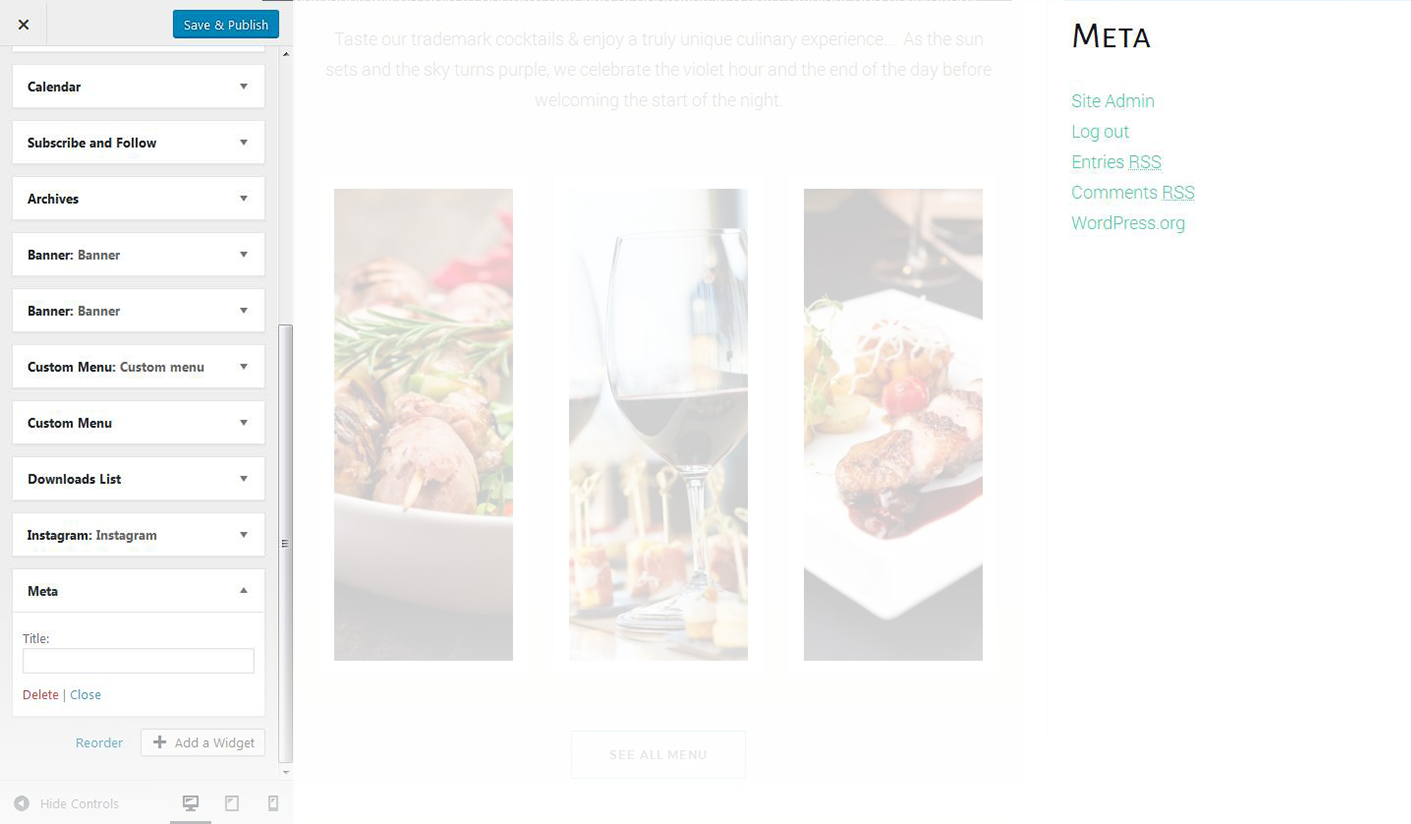 Save & Publish
Calendar
Subscribe and Follow
Archives
Banner: Banner
Banner: Banner
Custom Menu: Custom menu
Custom Menu
Downloads List
Instagram: Instagram
Meta
Title:
Delete | Close
Reorder
Add a Widget
Hide Controls
Taste our trademark cocktails & enjoy a truly unique culinary experience... As the sun
sets and the sky turns purple, we celebrate the violet hour and the end of the day before
welcoming the start of the night.
SEE ALL MENU
Meta
Site Admin
Log out
Entries RSS
Comments RSS
WordPress.org